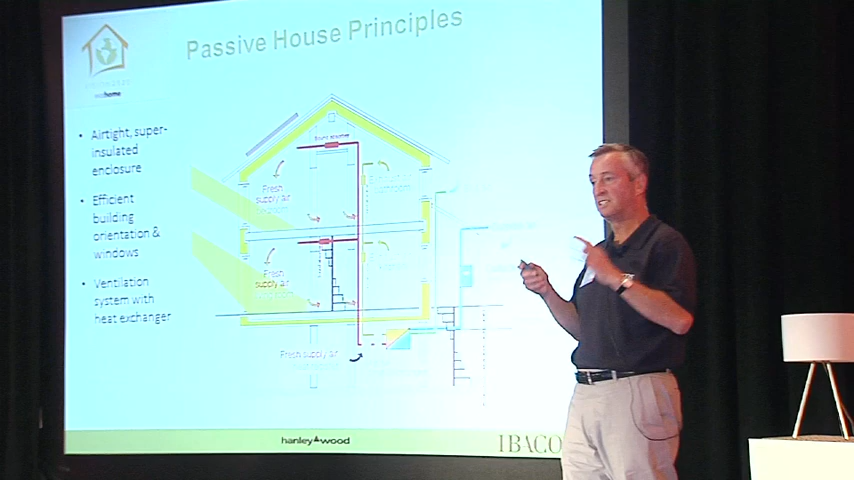 Passive House Principles
home
• Airtight, super-
insulated
enclosure
• Efficient
building
orientation &
windows
• Ventilation
system with
heat exchanger
Fresh
supply air
Fresh
supply air
Fresh supply air
hanley wood
IBACO